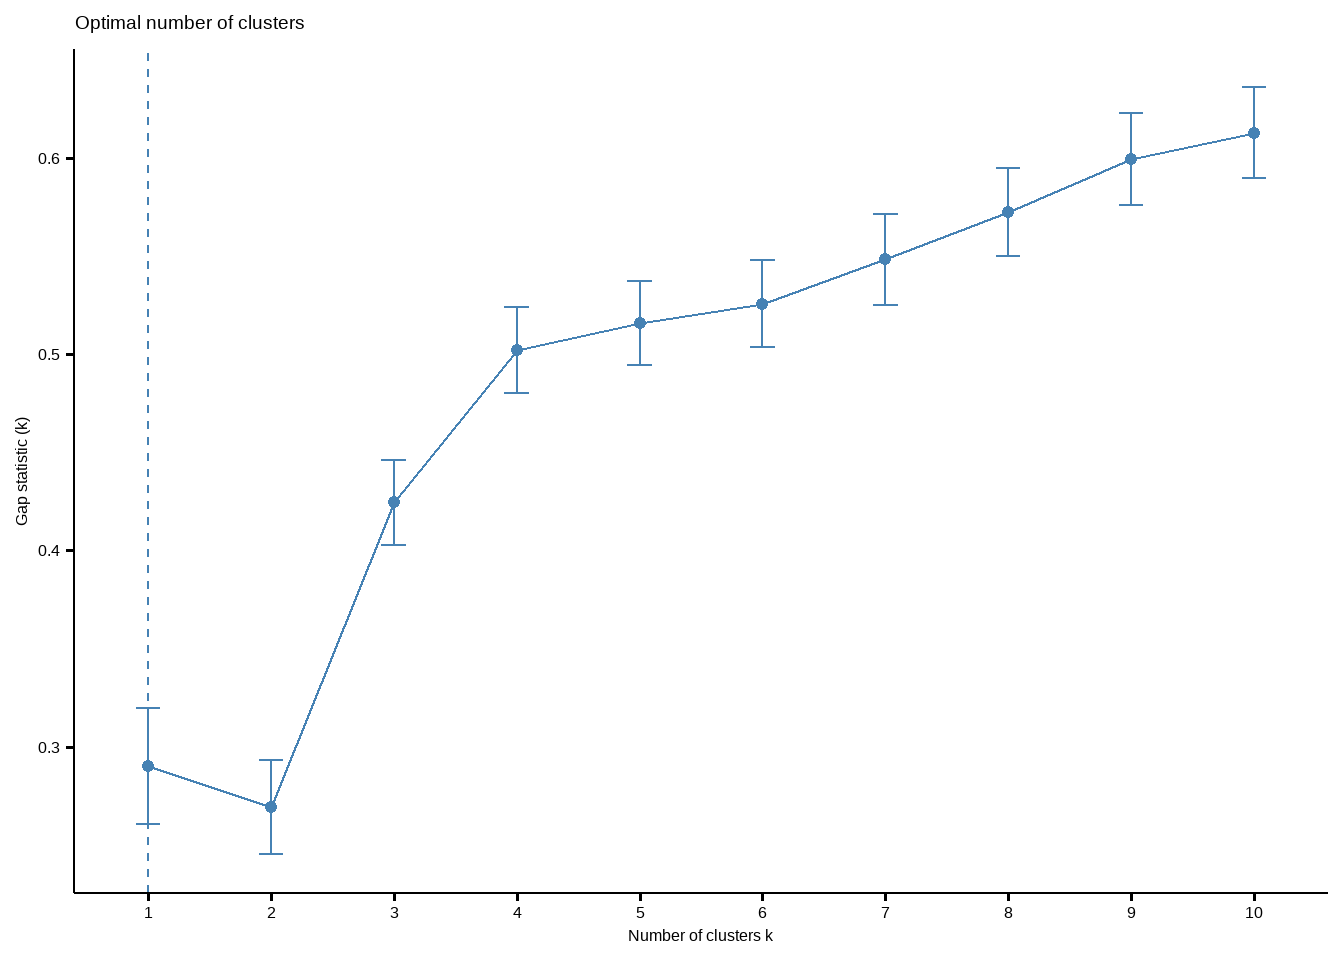 Optimal number of clusters
0.6
0.5
0.4
0.3
Gap statistic (k)
1 2 3 4 5 6 7 8 9 10
Number of clusters k